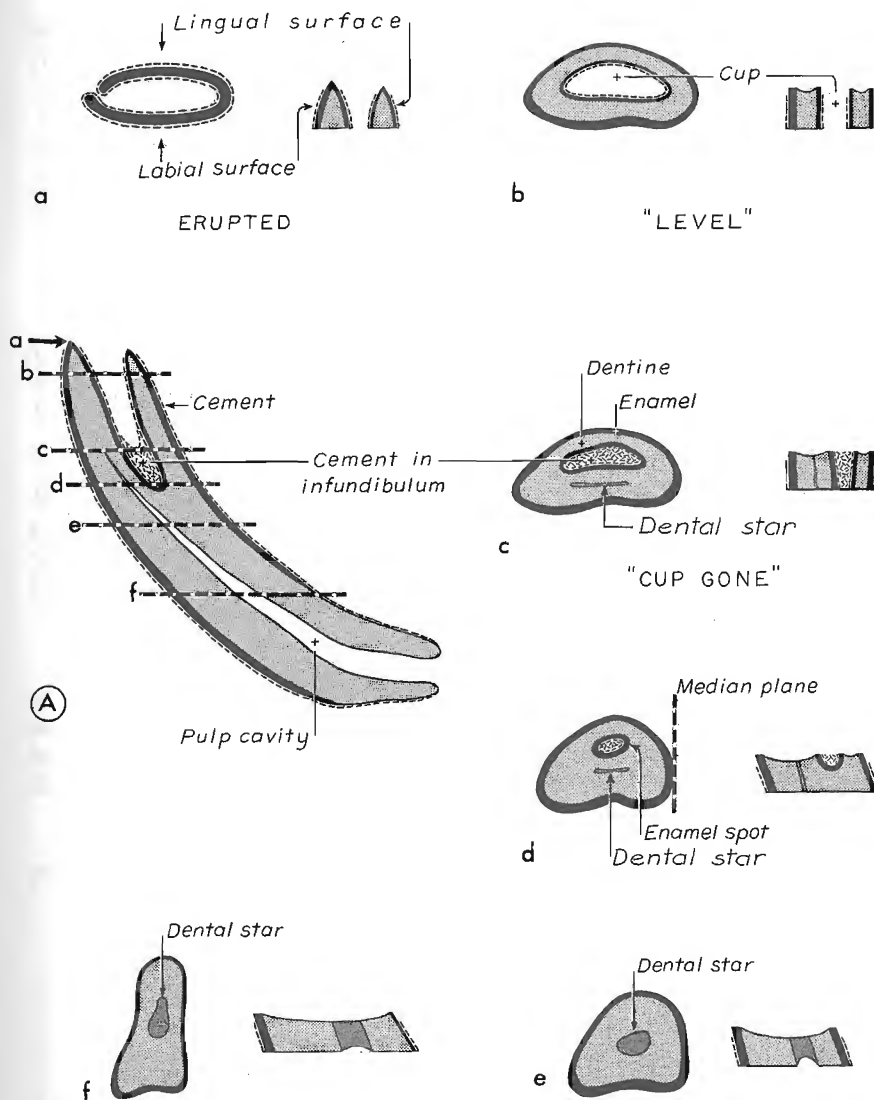 Lingual surface
Labial surface
a
ERUPTED
Cup
b
"LEVEL"
a
b
Cement
c
d
Cement in
infundibulum
e
f
A
Pulp cavity
Dentine
Enamel
Dental star
c
"CUP GONE"
Median plane
Enamel spot
d
Dental star
Dental star
f
Dental star
e